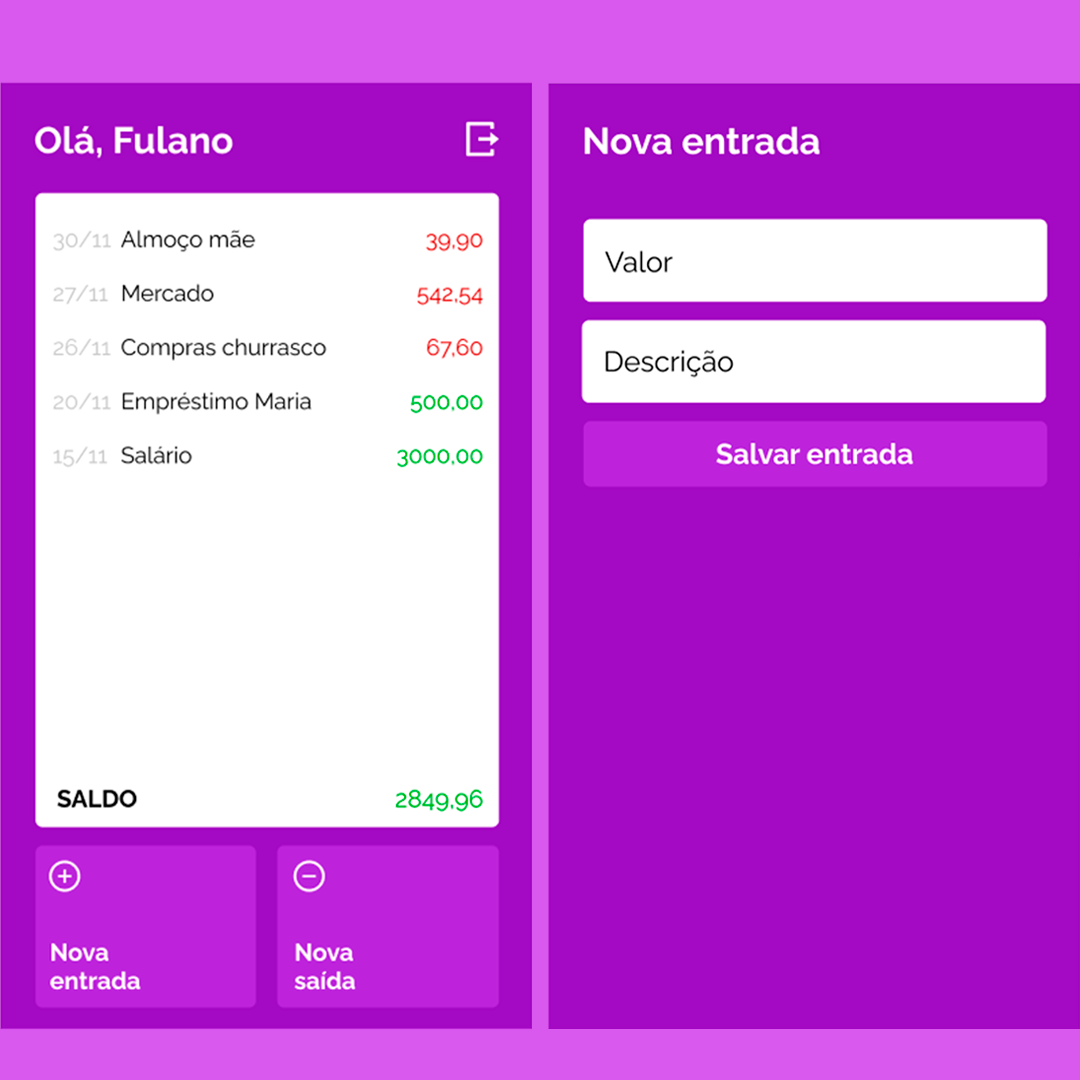 Olá, Fulano
30/11 Almoço mãe 39,90
27/11 Mercado 542,54
26/11 Compras churrasco 67,60
20/11 Empréstimo Maria 500,00
15/11 Salário 3000,00
SALDO 2849,96
Nova
entrada
Nova
saída
Nova entrada
Valor
Descrição
Salvar entrada